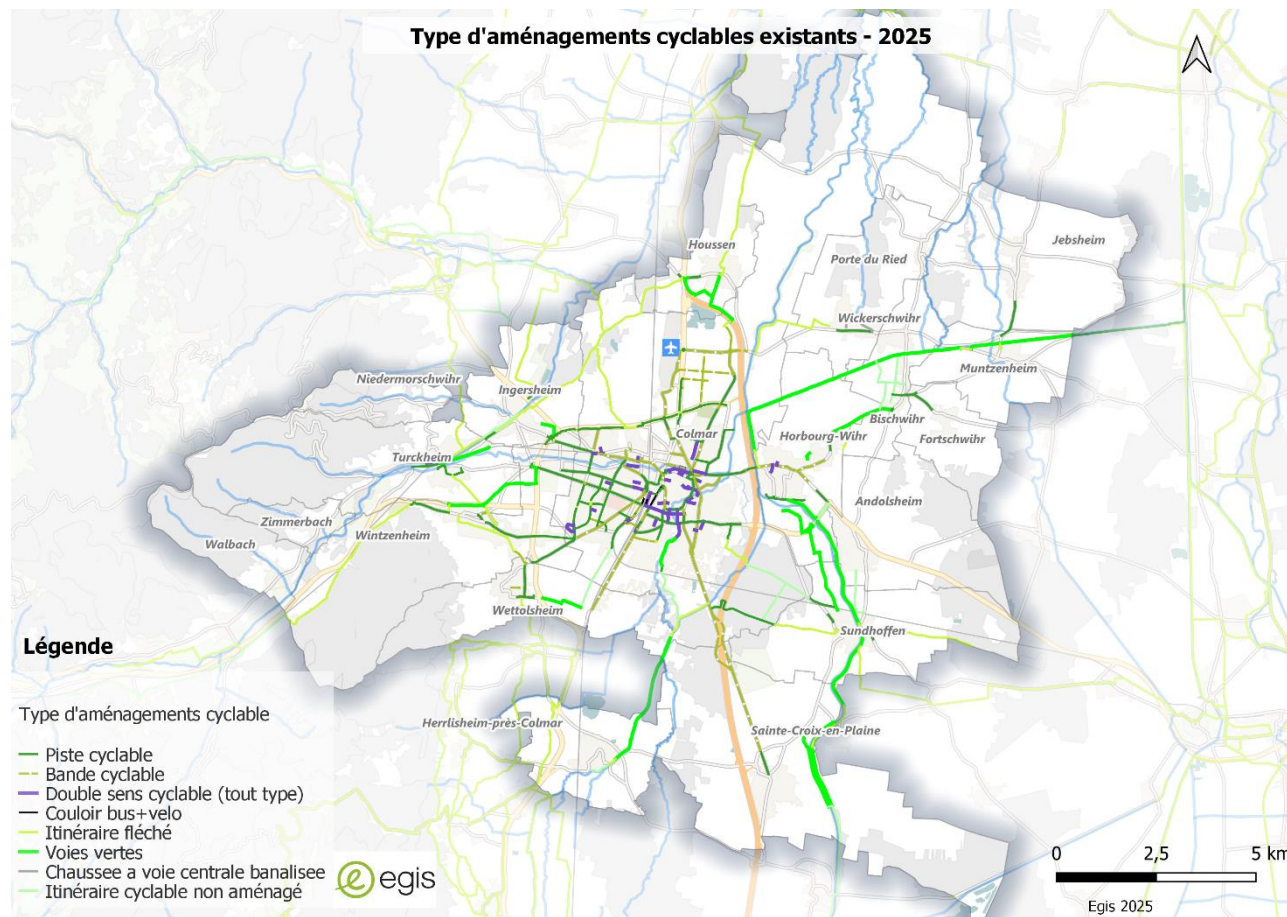 Type d'aménagements cyclables existants - 2025
Houssen
Jebsheim
Porte du Ried
Wickerschwihr
Muntzenheim
Niedermorschwihr
Ingersheim
Colmar
Horbourg-Wihr
Bischwihr
Fortschwihr
Turckheim
Andolsheim
Zimmerbach
Walbach
Wintzenheim
Wettolsheim
Sundhoffen
Herrlisheim-près-Colmar
Sainte-Croix-en-Plaine
Légende
Type d'aménagements cyclable
Piste cyclable
Bande cyclable
Double sens cyclable (tout type)
Couloir bus+velo
Itinéraire fléché
Voies vertes
Chaussee a voie centrale banalisee
Itinéraire cyclable non aménagé
egis
0 2,5 5 km
Egis 2025